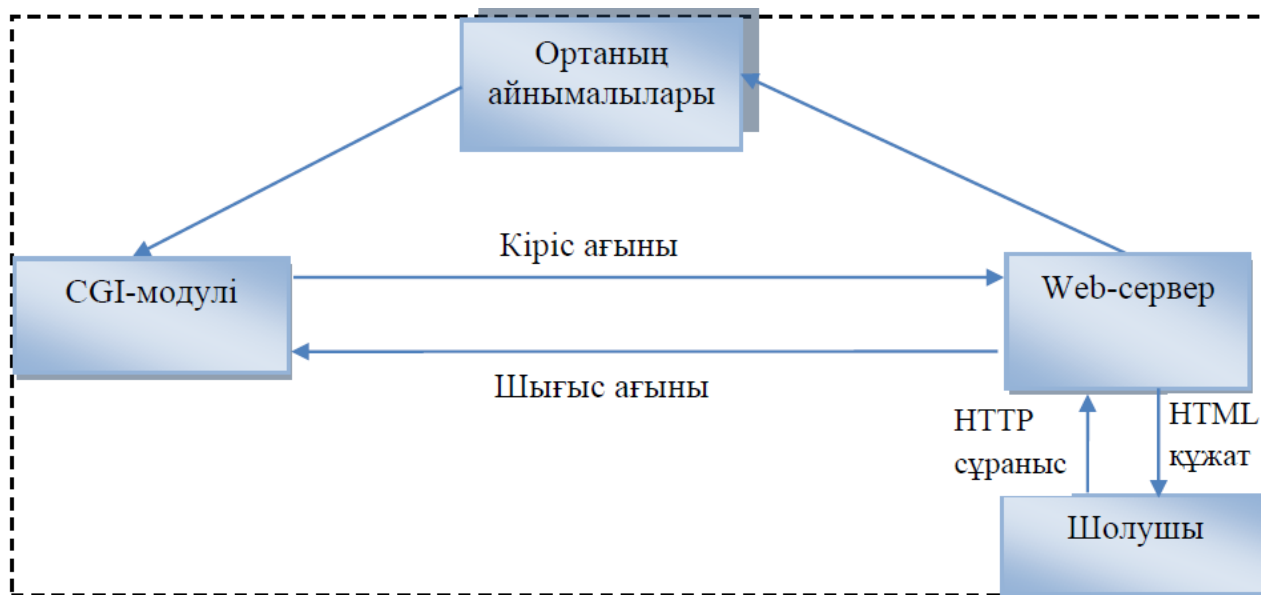 Ортаның
айнымалылары
Кіріс ағыны
CGI-модулі
Web-сервер
Шығыс ағыны
HTTP
сұраныс
HTML
құжат
Шолушы